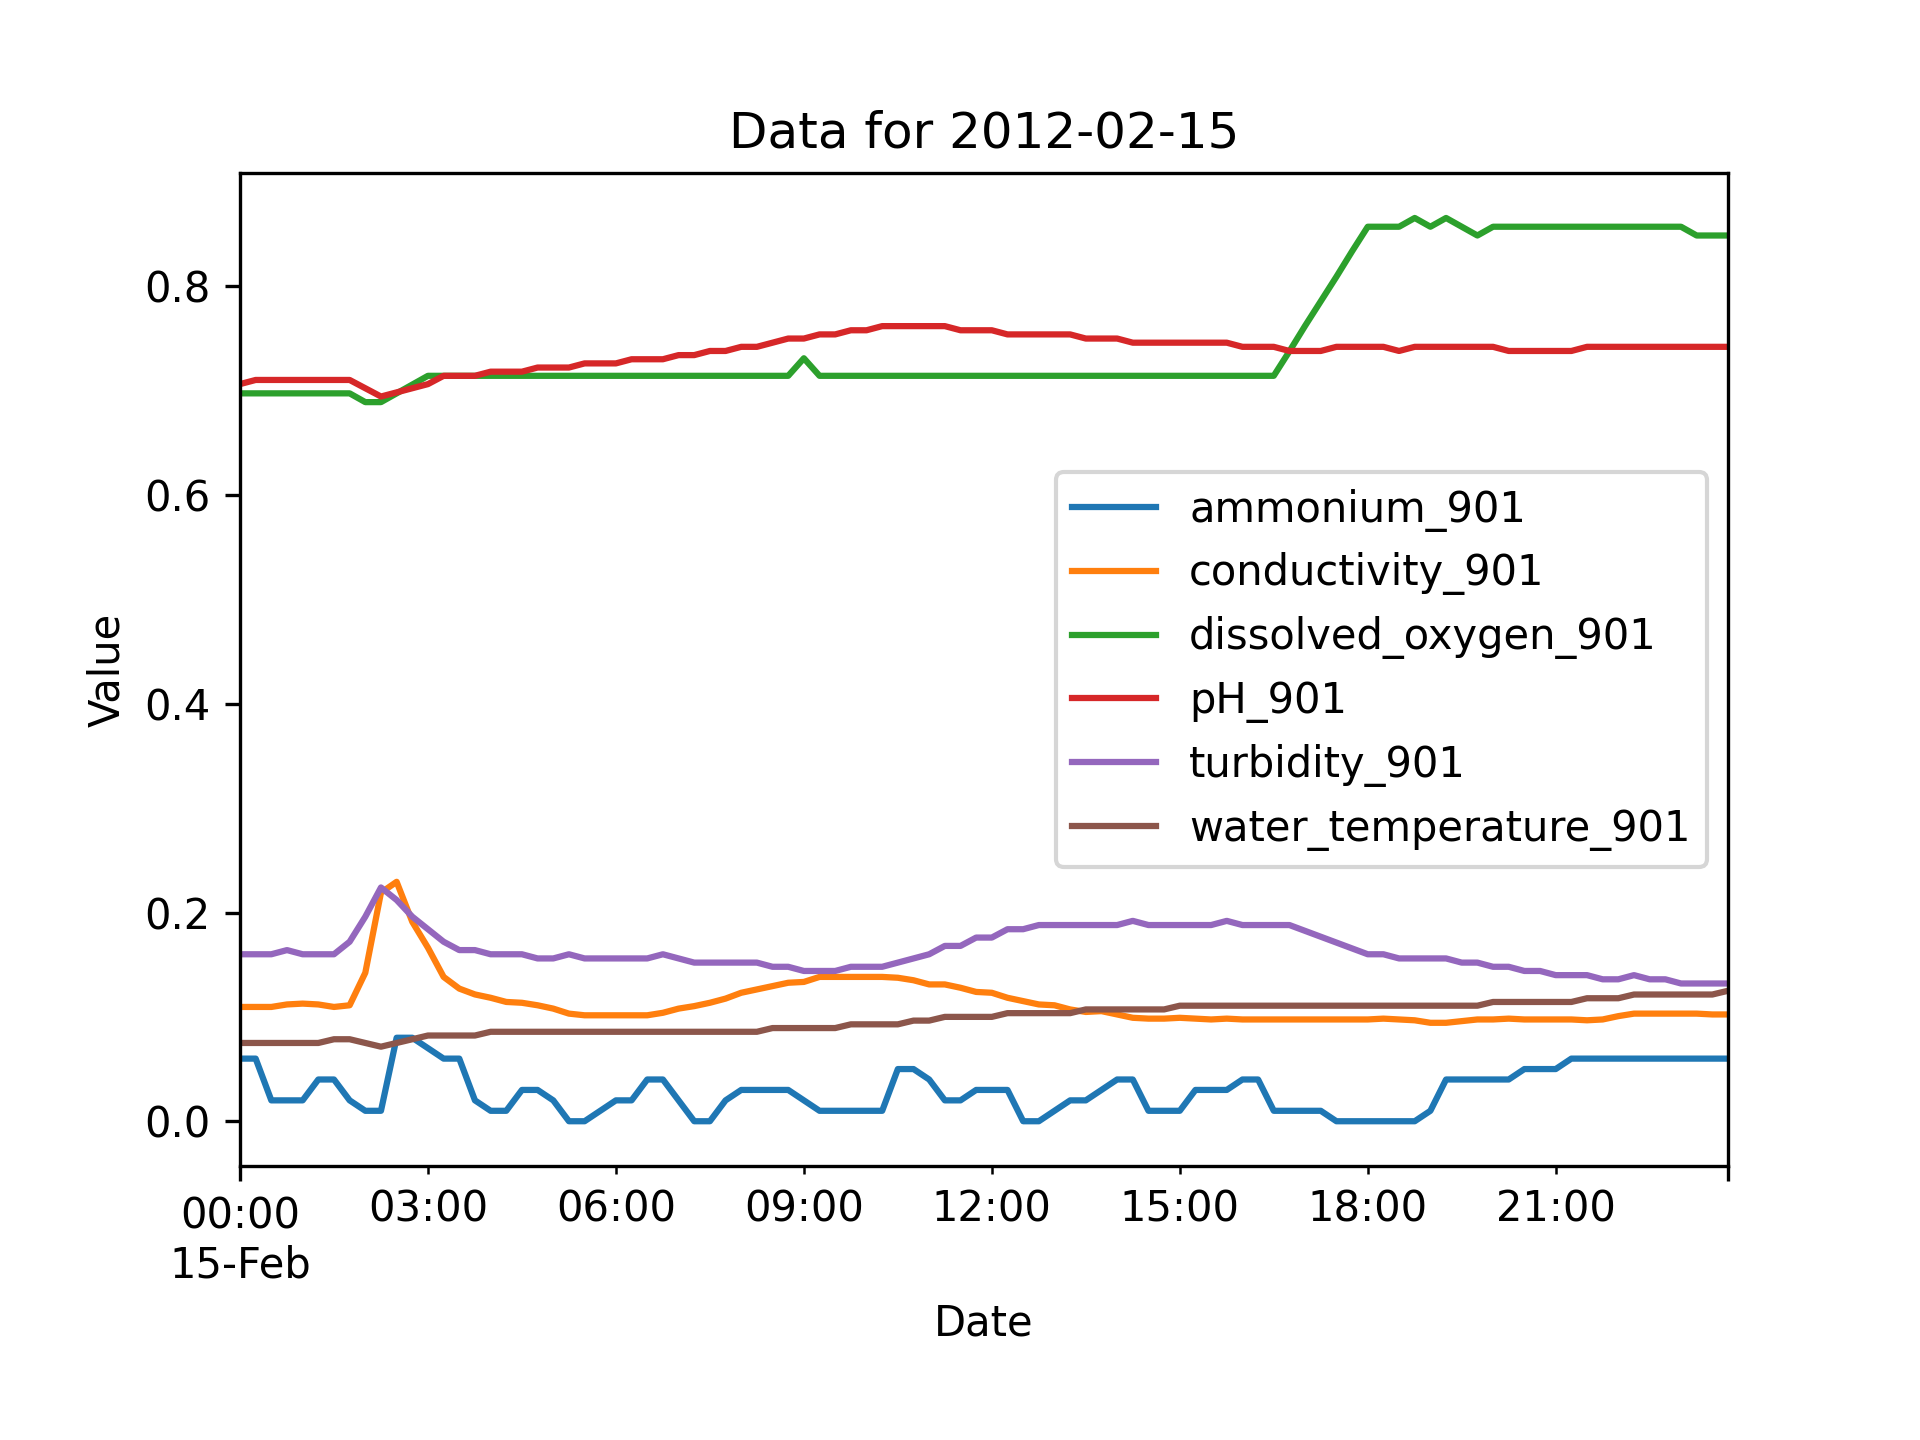 Data for 2012-02-15
Value
0.8
0.6
0.4
0.2
0.0
ammonium_901
conductivity_901
dissolved_oxygen_901
pH_901
turbidity_901
water_temperature_901
00:00 03:00 06:00 09:00 12:00 15:00 18:00 21:00
15-Feb
Date